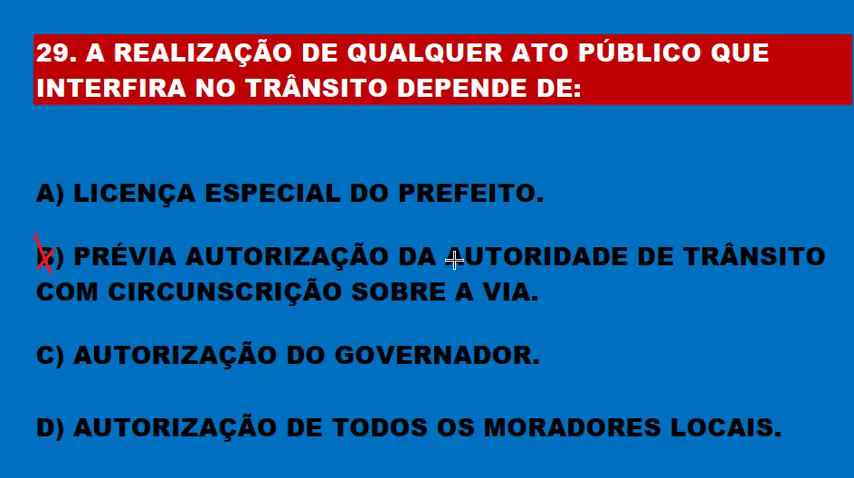 29. A REALIZAÇÃO DE QUALQUER ATO PÚBLICO QUE
INTERFIRA NO TRÂNSITO DEPENDE DE:
A) LICENÇA ESPECIAL DO PREFEITO.
B) PRÉVIA AUTORIZAÇÃO DA AUTORIDADE DE TRÂNSITO
COM CIRCUNSCRIÇÃO SOBRE A VIA.
C) AUTORIZAÇÃO DO GOVERNADOR.
D) AUTORIZAÇÃO DE TODOS OS MORADORES LOCAIS.